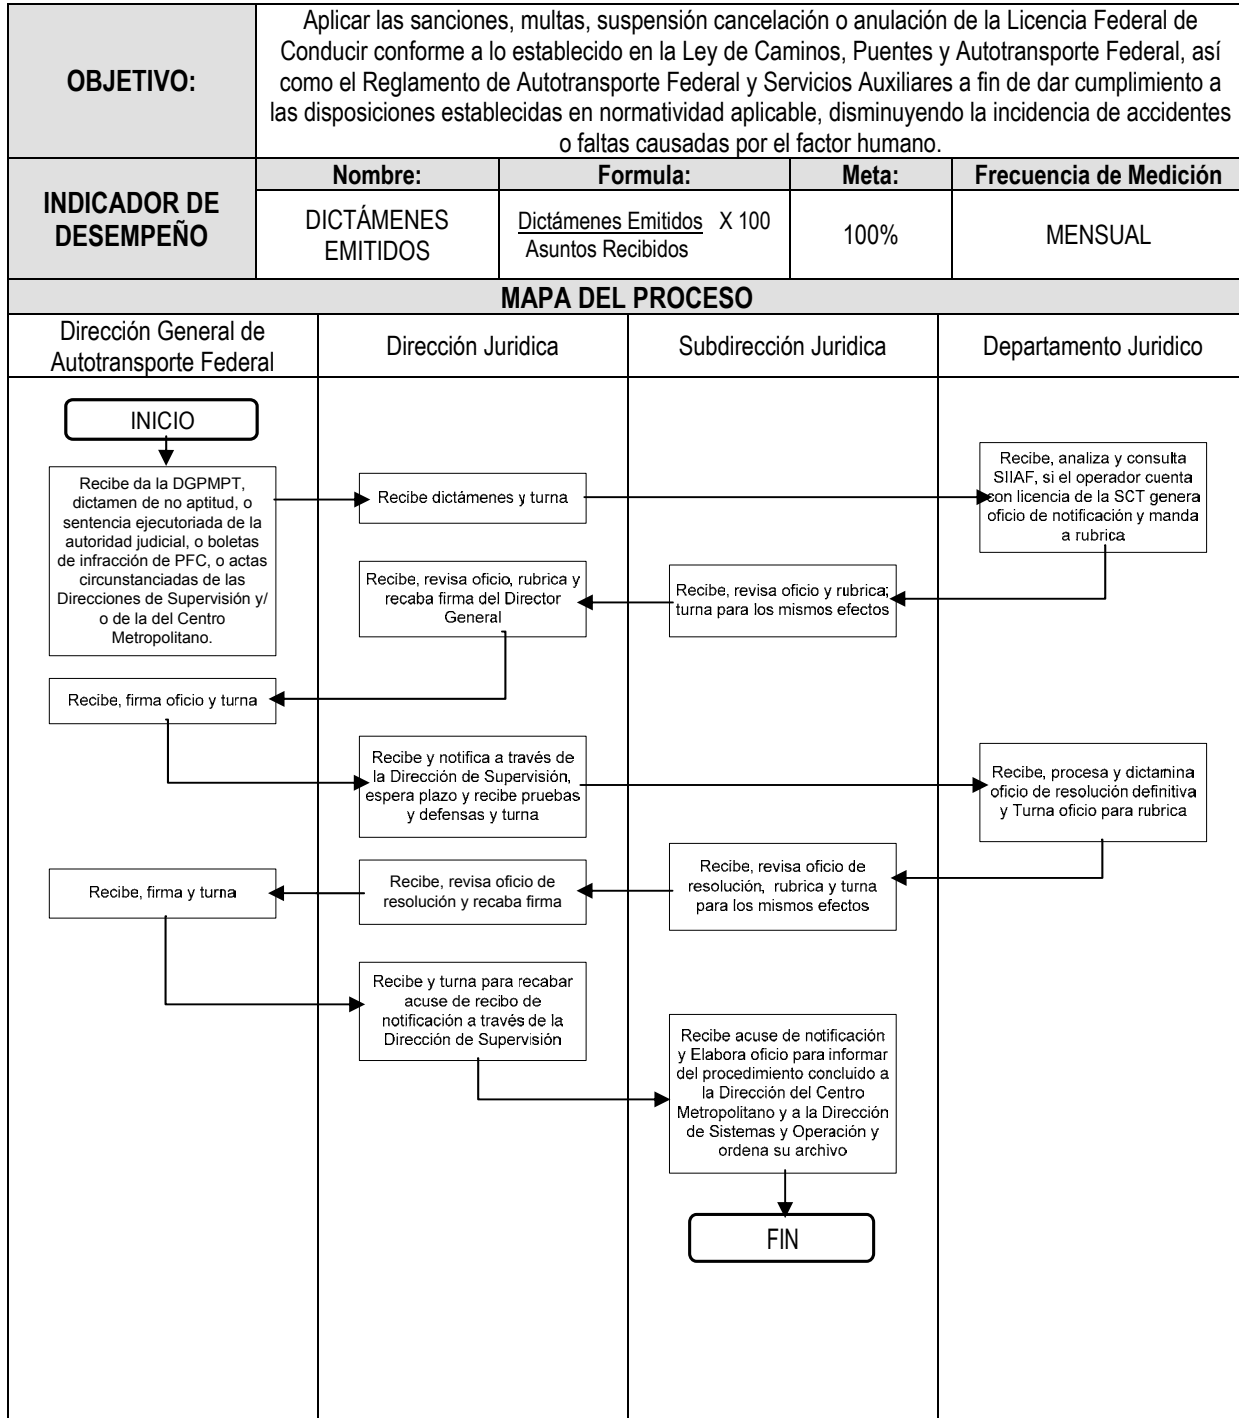 OBJETIVO:
Aplicar las sanciones, multas, suspensión cancelación o anulación de la Licencia Federal de
Conducir conforme a lo establecido en la Ley de Caminos, Puentes y Autotransporte Federal, así
como el Reglamento de Autotransporte Federal y Servicios Auxiliares a fin de dar cumplimiento a
las disposiciones establecidas en normatividad aplicable, disminuyendo la incidencia de accidentes
o faltas causadas por el factor humano.
INDICADOR DE
DESEMPEÑO
Nombre:
Formula:
Meta:
Frecuencia de Medición
DICTÁMENES
EMITIDOS
Dictámenes Emitidos X 100
Asuntos Recibidos
100%
MENSUAL
MAPA DEL PROCESO
Dirección General de
Autotransporte Federal
Dirección Juridica
Subdirección Juridica
Departamento Juridico
INICIO
Recibe da la DGPMPT,
dictamen de no aptitud, o
sentencia ejecutoriada de la
autoridad judicial, o boletas
de infracción de PFC, o actas
circunstanciadas de las
Direcciones de Supervisión y/
o de la del Centro
Metropolitano.
Recibe dictámenes y turna
Recibe, analiza y consulta
SIIAF, si el operador cuenta
con licencia de la SCT genera
oficio de notificación y manda
a rubrica
Recibe, revisa oficio y rubrica;
turna para los mismos efectos
Recibe, revisa oficio, rubrica y
recaba firma del Director
General
Recibe, firma oficio y turna
Recibe y notifica a través de
la Dirección de Supervisión,
espera plazo y recibe pruebas
y defensas y turna
Recibe, procesa y dictamina
oficio de resolución definitiva
y Turna oficio para rubrica
Recibe, revisa oficio de
resolución, rubrica y turna
para los mismos efectos
Recibe, revisa oficio de
resolución y recaba firma
Recibe, firma y turna
Recibe y turna para recabar
acuse de recibo de
notificación a través de la
Dirección de Supervisión
Recibe acuse de notificación
y Elabora oficio para informar
del procedimiento concluido a
la Dirección del Centro
Metropolitano y a la Dirección
de Sistemas y Operación y
ordena su archivo
FIN